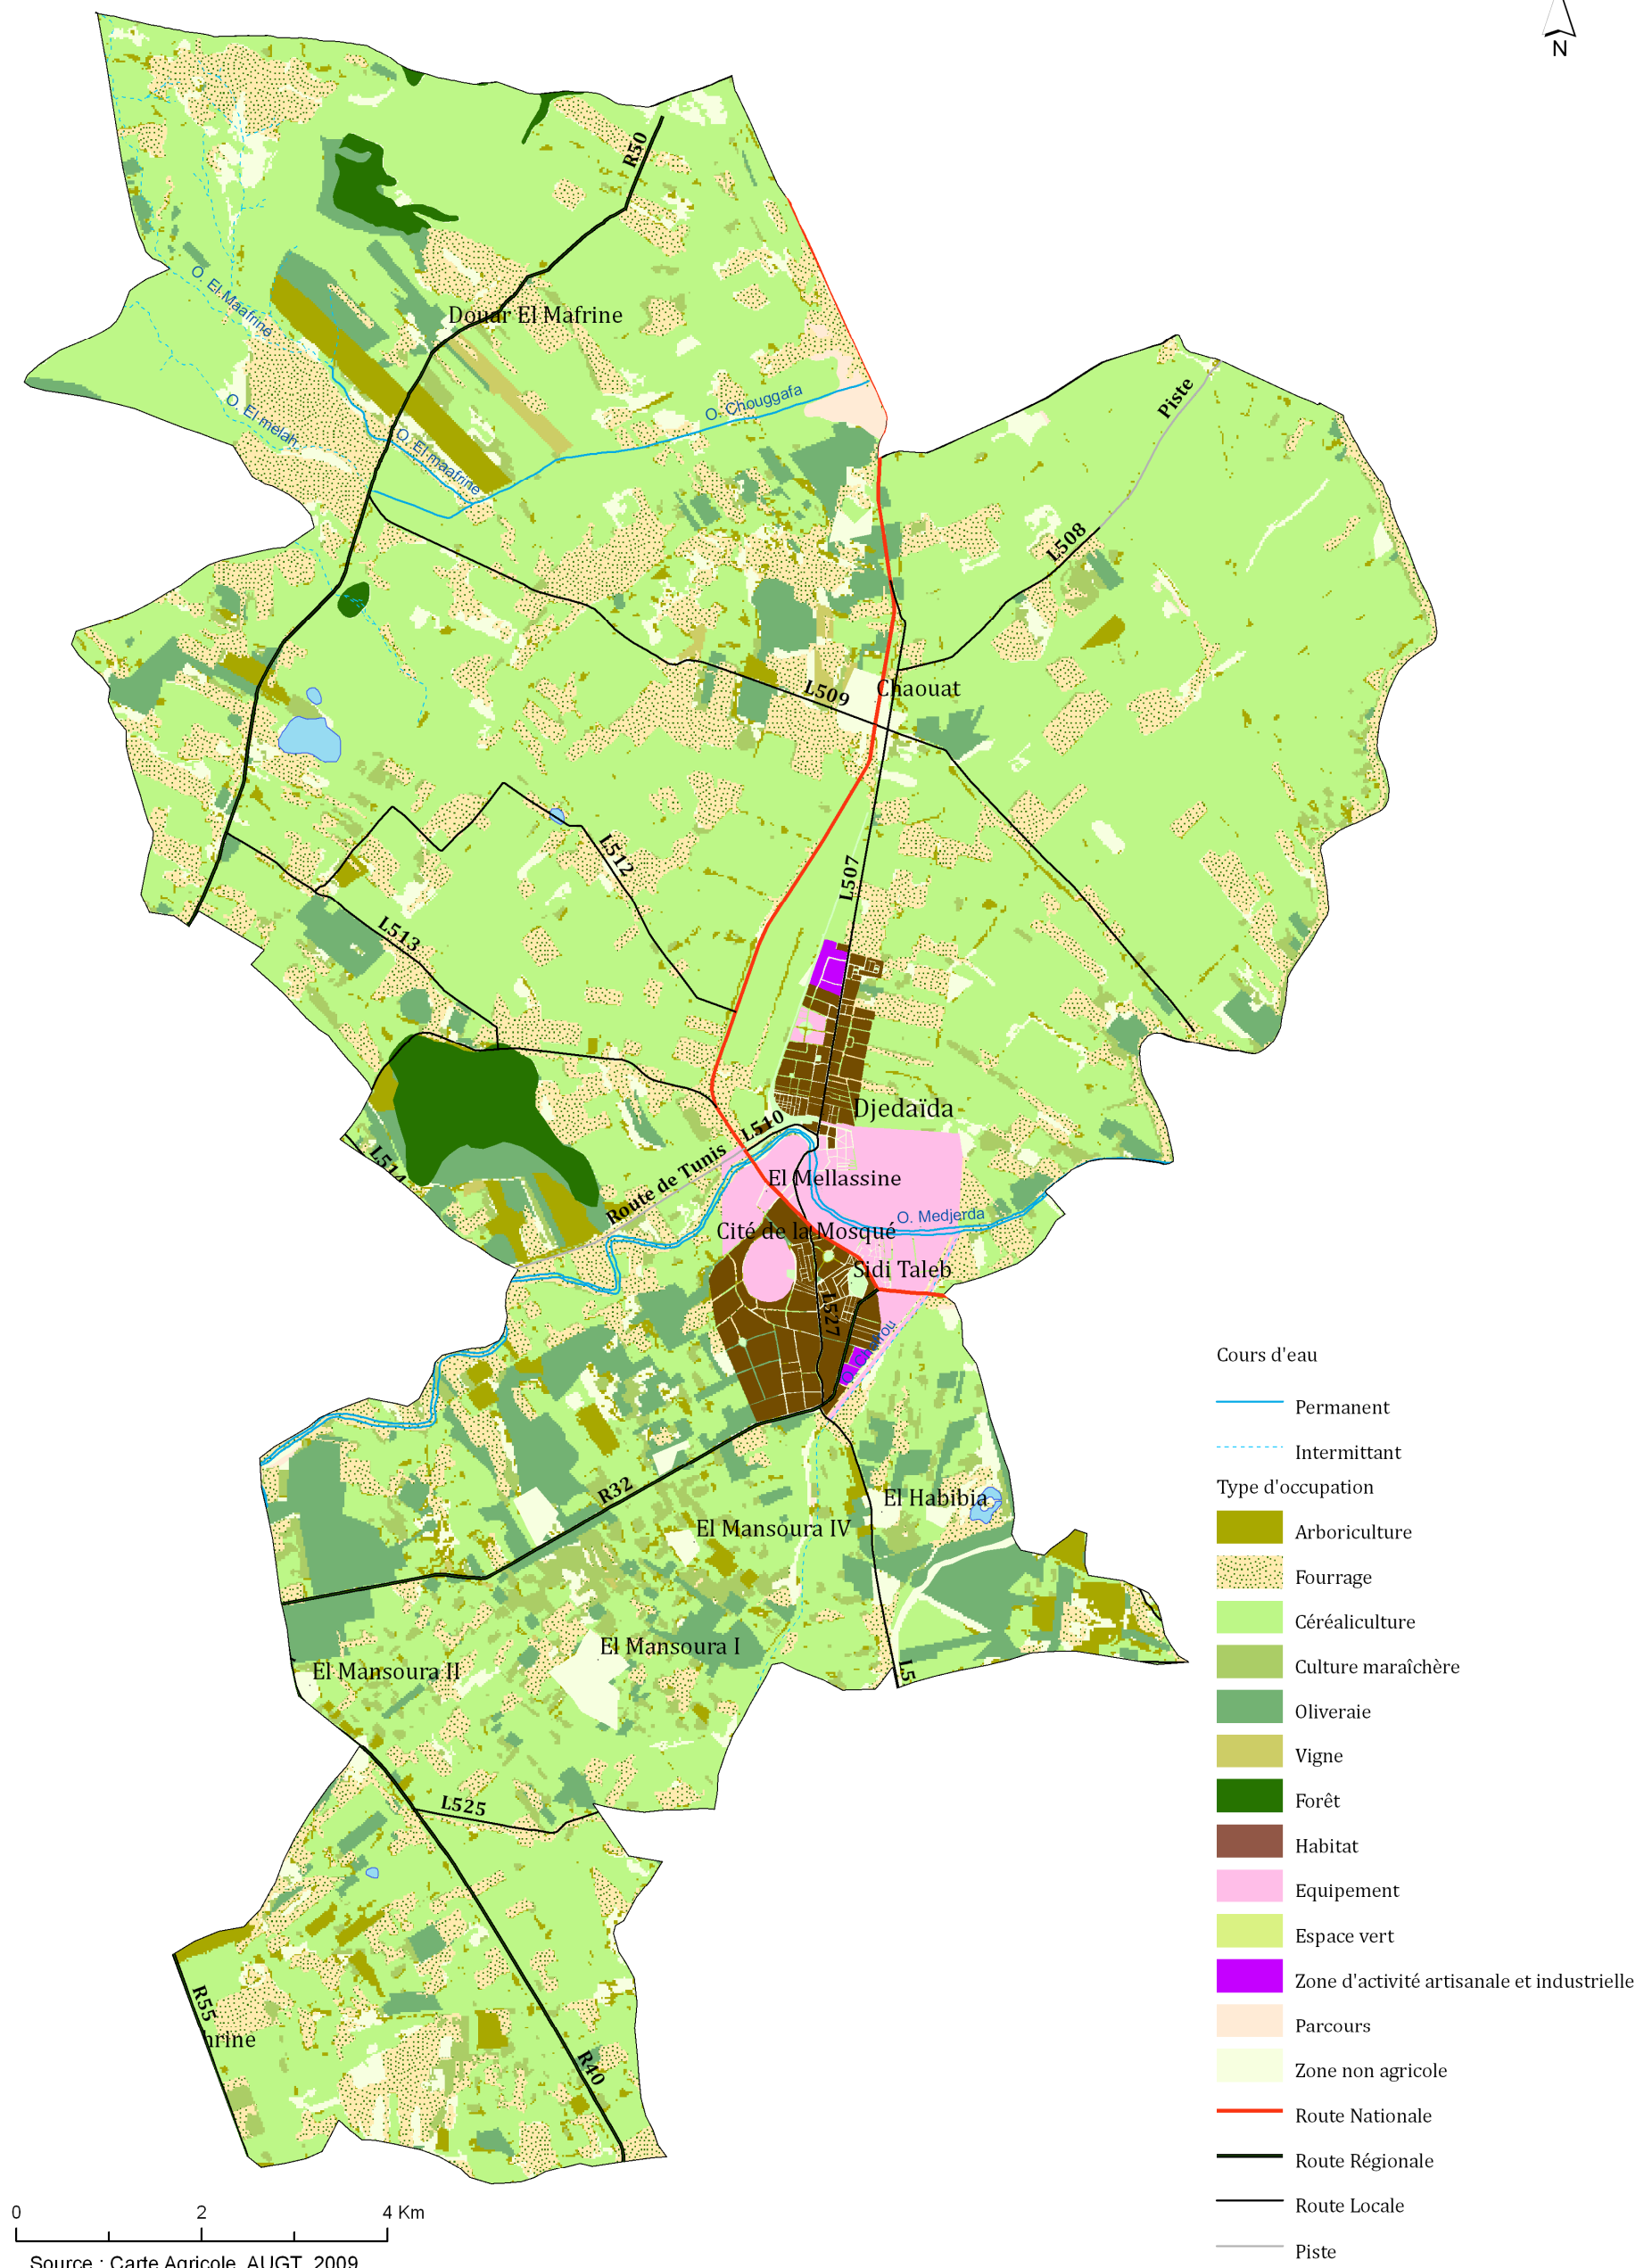 N
R50
O. El Maafrine
Douar El Mafrine
Piste
O. Chouggafa
O. El melah
O. El maafrine
L508
L509
Chaouat
L512
L507
L513
Djedaïda
L510
L514
Route de Tunis
El Mellassine
O. Medjerda
Cité de la Mosqué
Sidi Taleb
L527
R32
El Habibia
El Mansoura IV
El Mansoura I
El Mansoura II
L5
L525
R55
hrine
R40
Cours d'eau
Permanent
Intermittant
Type d'occupation
Arboriculture
Fourrage
Céréaliculture
Culture maraîchère
Oliveraie
Vigne
Forêt
Habitat
Equipement
Espace vert
Zone d'activité artisanale et industrielle
Parcours
Zone non agricole
Route Nationale
Route Régionale
Route Locale
Piste
0 2 4 Km
Source : Carte Agricole, AUGT, 2009